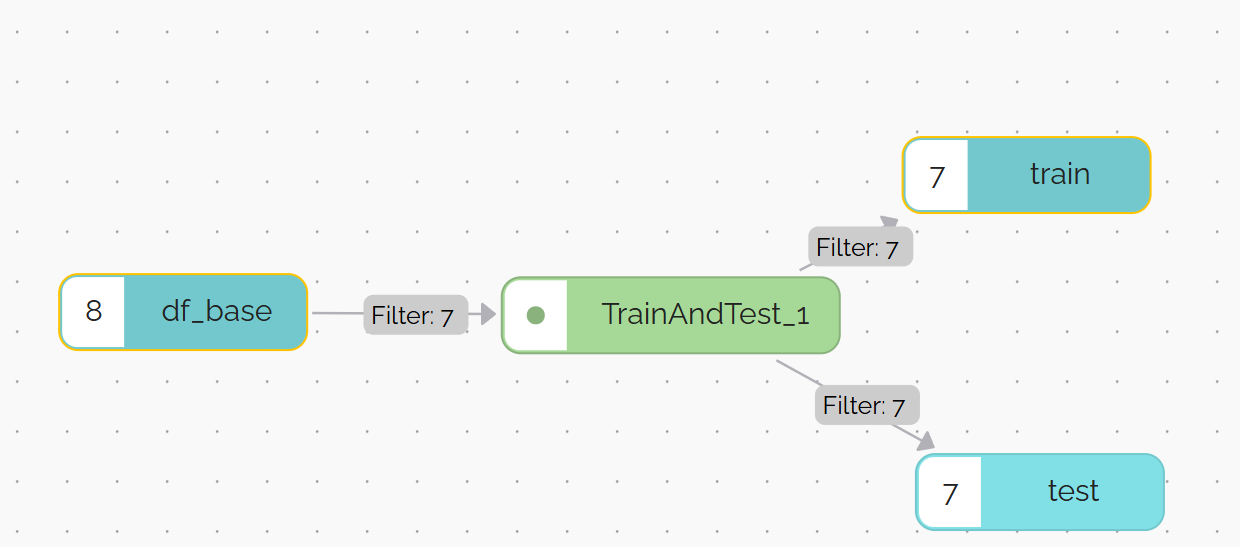 7 train
Filter: 7
8 df_base
Filter: 7
TrainAndTest_1
Filter: 7
7 test